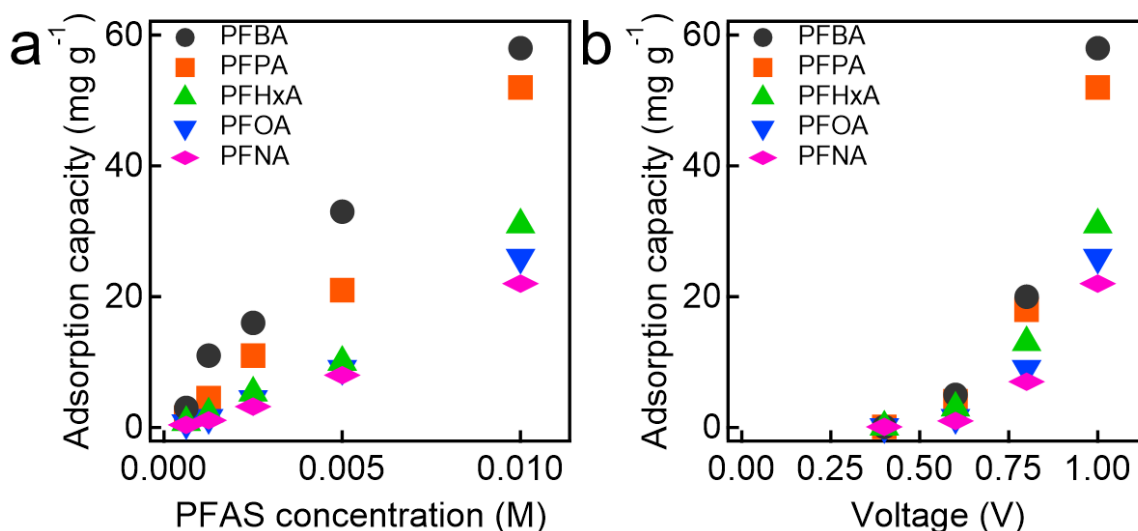 a
Adsorption capacity (mg g⁻¹)
60
40
20
0
PFBA
PFPA
PFHxA
PFOA
PFNA
0.000
0.005
0.010
PFAS concentration (M)
b
Adsorption capacity (mg g⁻¹)
60
40
20
0
PFBA
PFPA
PFHxA
PFOA
PFNA
0.00
0.25
0.50
0.75
1.00
Voltage (V)